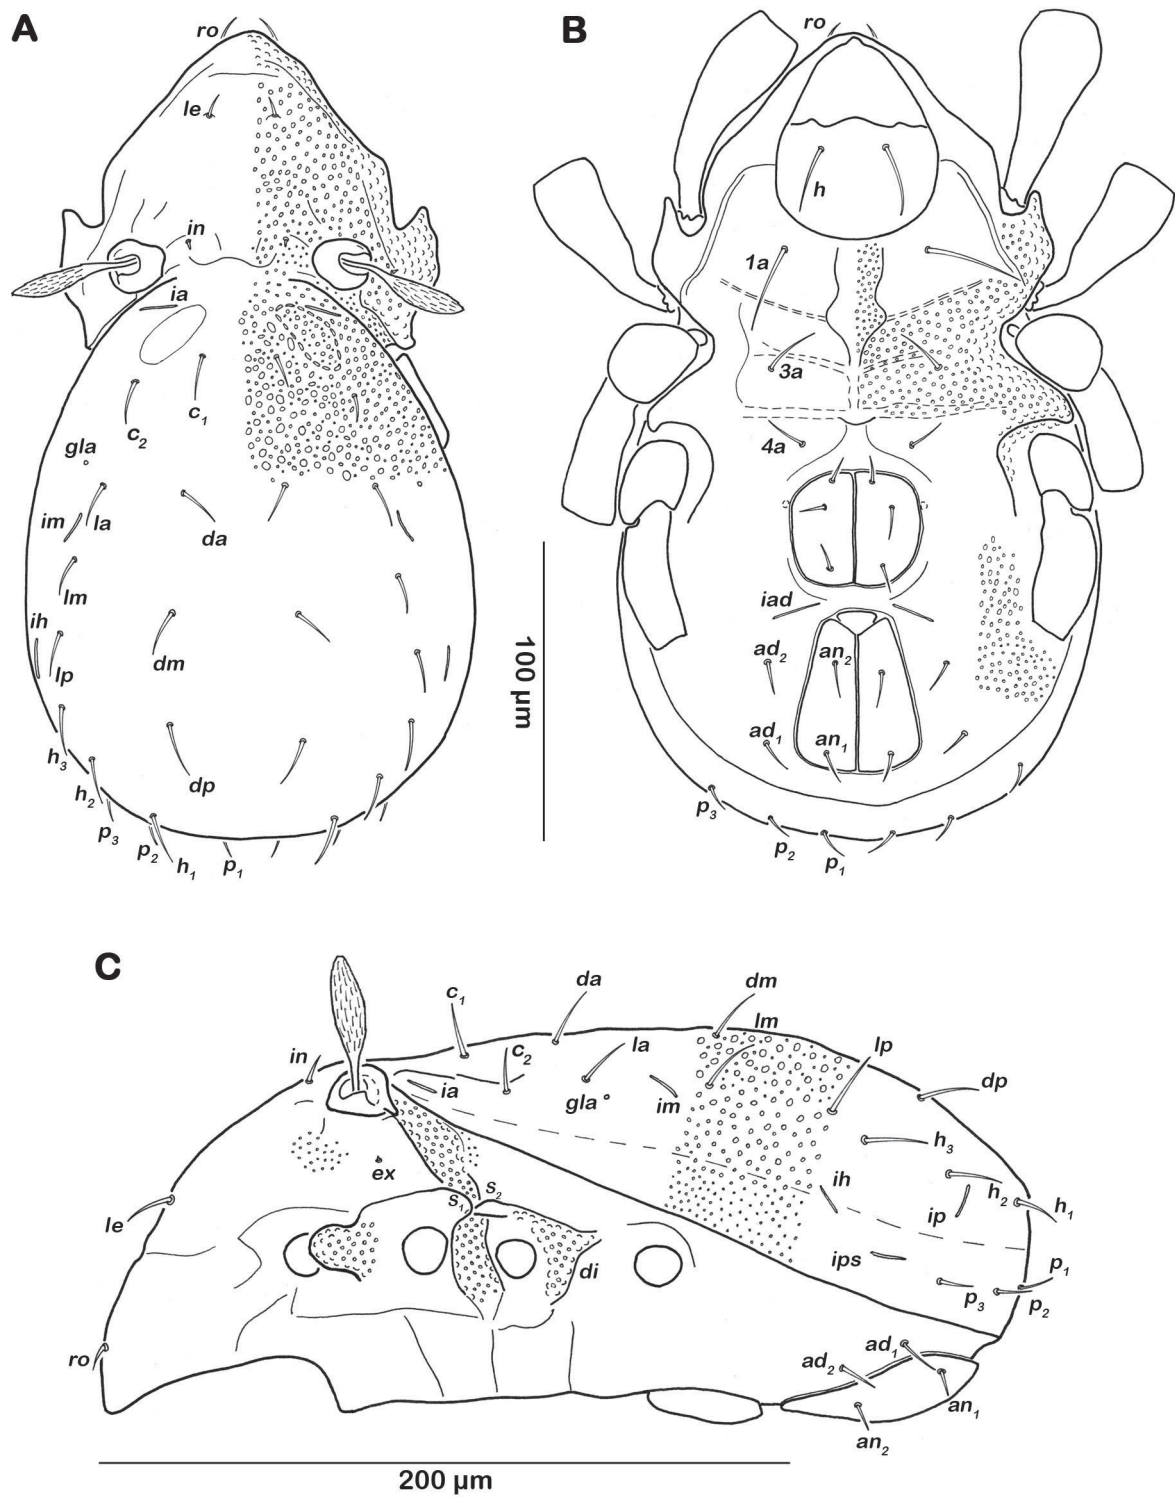 A
ro
le
in
ia
c1
c2
gla
im
la
da
lm
ih
lp
dm
h3
h2
p3
p2
h1
p1
dp
100 µm
B
ro
h
1a
3a
4a
iad
ad2
an2
ad1
an1
p3
p2
p1
C
c1
da
dm
lm
in
c2
la
lp
dp
ia
gla
im
ex
h3
le
s1
s2
ih
ip
h2
h1
di
ips
p1
p3
p2
ro
ad1
ad2
an1
an2
200 µm